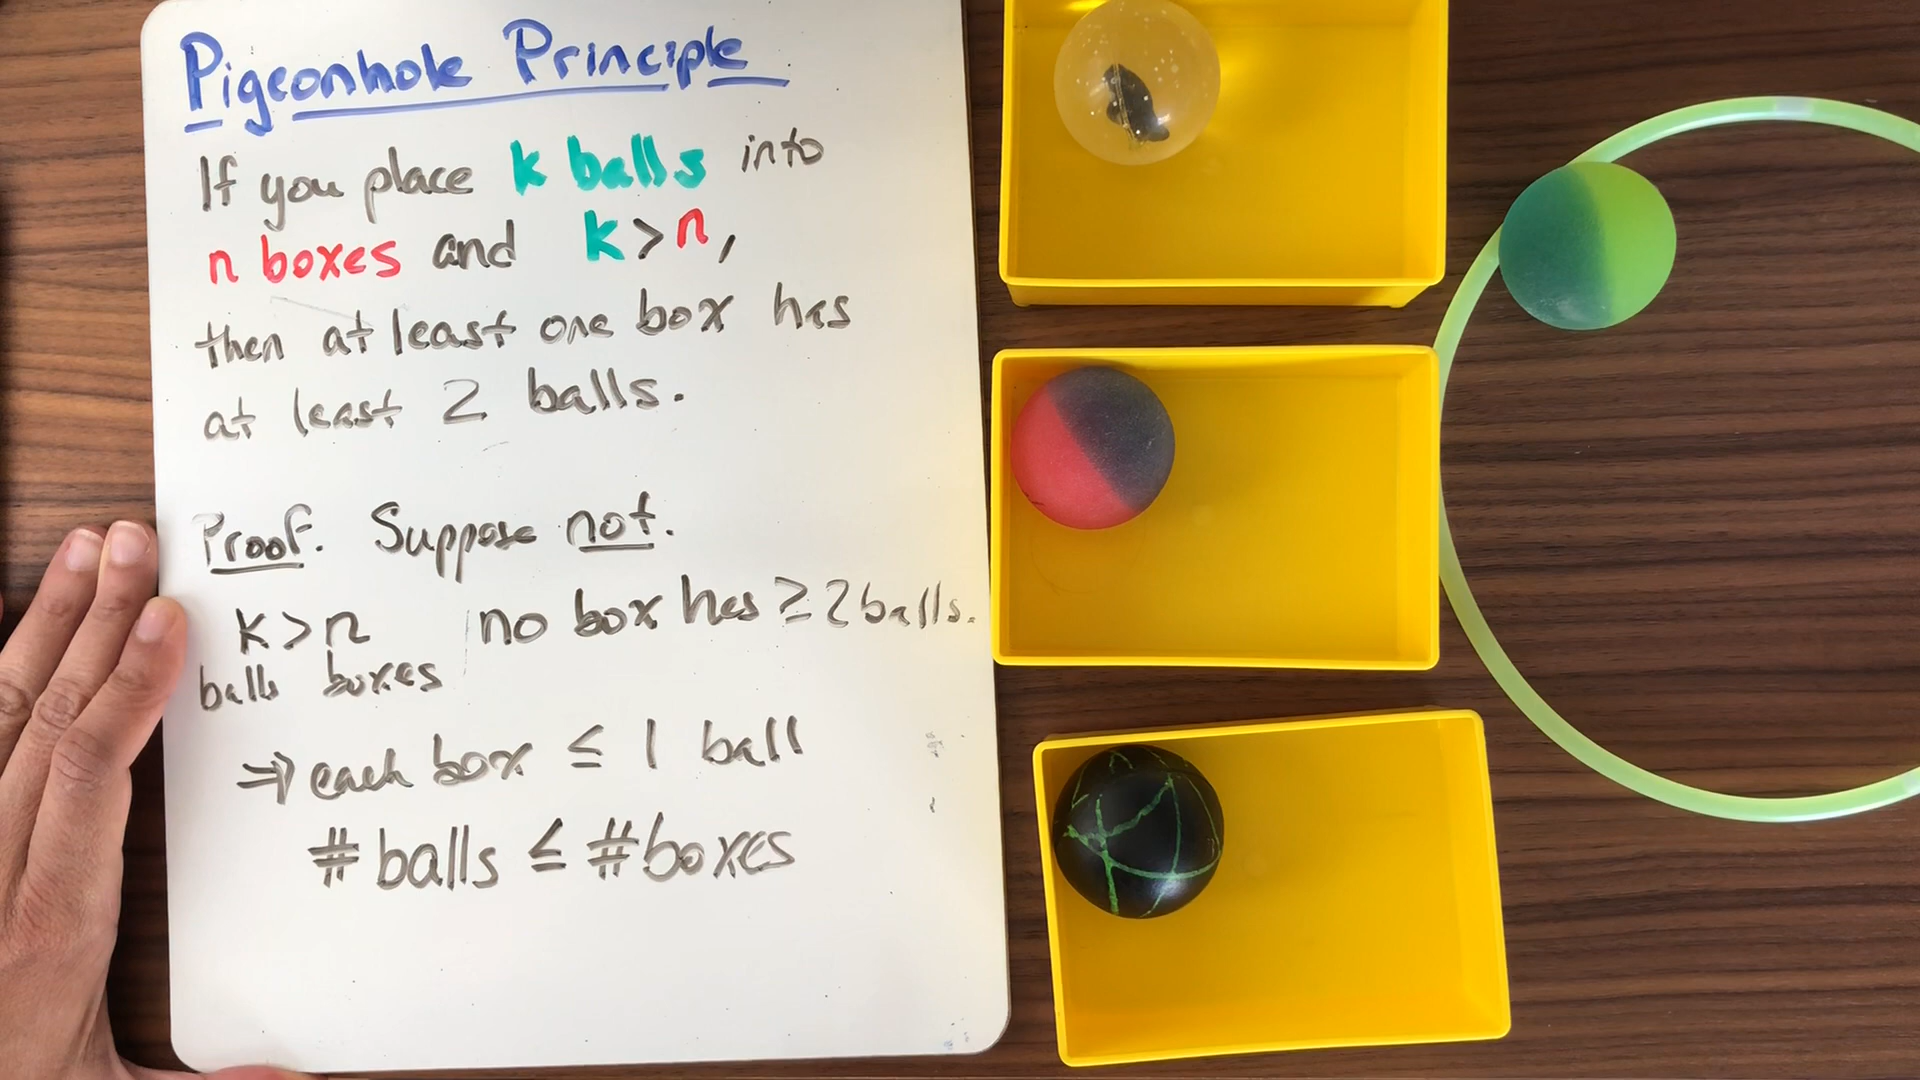 Pigeonhole Principle
If you place k balls into
n boxes and k>n,
then at least one box has
at least 2 balls.
Proof. Suppose not.
k>n no box has ≥2 balls.
balls boxes
⇒ each box ≤ 1 ball
#balls ≤ #boxes